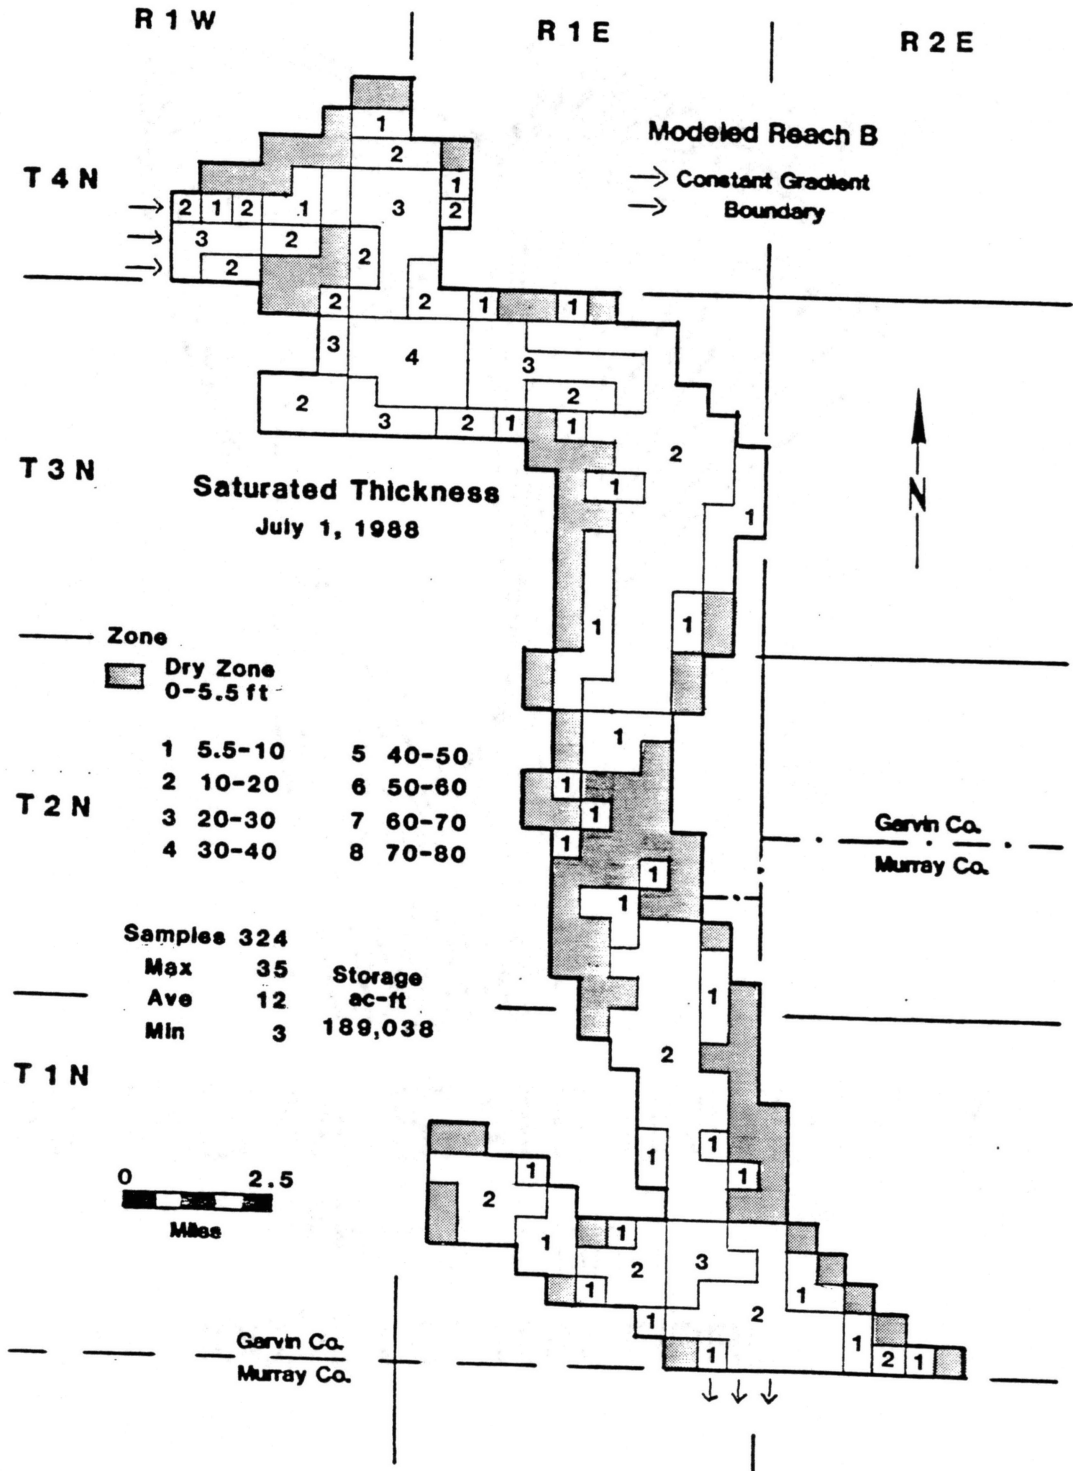 R 1 W R 1 E R 2 E
Modeled Reach B
Constant Gradient
Boundary
T 4 N
1
2
1
2 1 2 1 3 2
3 2
2 2
2 2 1 1
3 4 3
2
2 3 2 1 1
2
T 3 N
1
N
1
Saturated Thickness
July 1, 1988
1 1
Zone
Dry Zone
0-5.5 ft
1
1 5.5-10 5 40-50
2 10-20 6 50-60
3 20-30 7 60-70
4 30-40 8 70-80
T 2 N
1
1
1
Garvin Co.
Murray Co.
1
1
Samples 324
Max 35
Ave 12
Min 3
Storage
ac-ft
189,038
1
2
T 1 N
1
1
1
1
0 2.5
Miles
2
1
1
2
3
1
1
2
1
1
1
2
1
Garvin Co.
Murray Co.